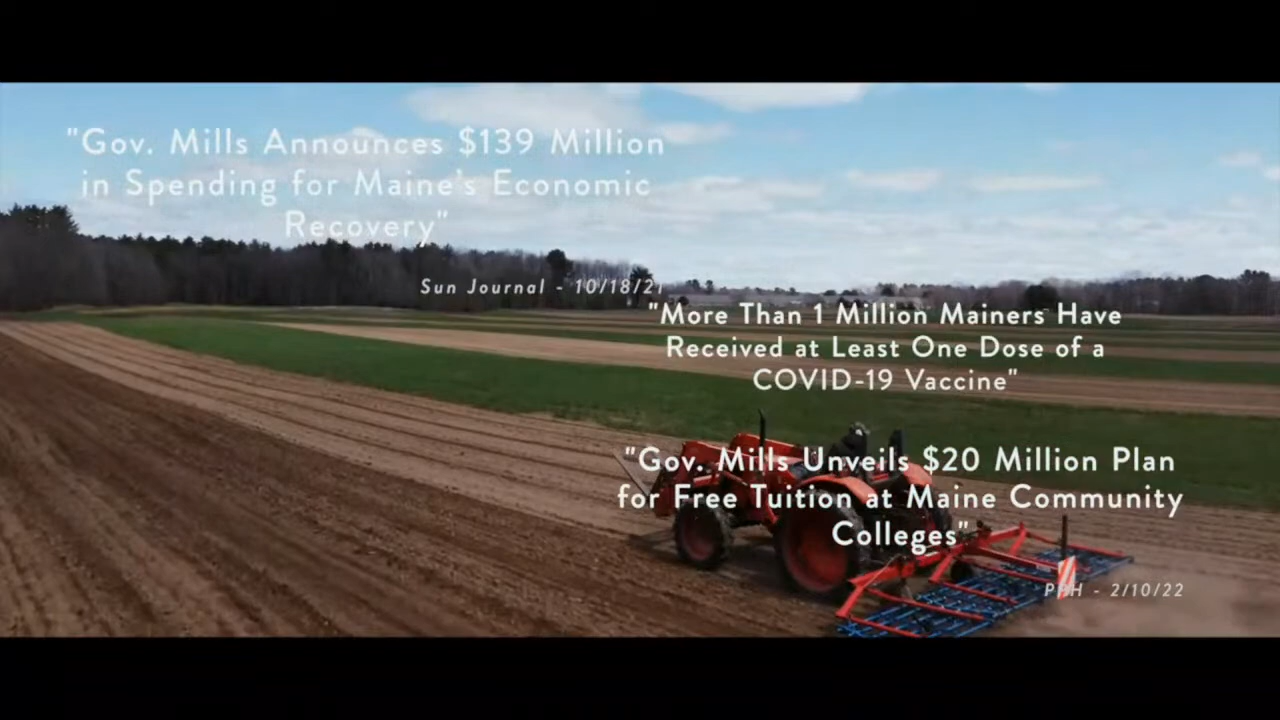 "Gov. Mills Announces $139 Million
in Spending for Maine's Economic
Recovery"
Sun Journal - 10/18/21
"More Than 1 Million Mainers Have
Received at Least One Dose of a
COVID-19 Vaccine"
"Gov. Mills Unveils $20 Million Plan
for Free Tuition at Maine Community
Colleges"
PPH - 2/10/22